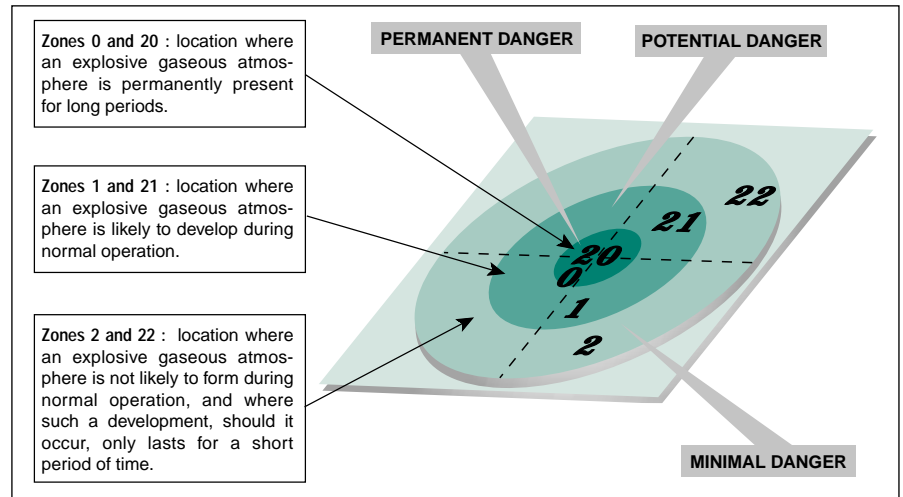 Zones 0 and 20 : location where
an explosive gaseous atmos-
phere is permanently present
for long periods.
Zones 1 and 21 : location where
an explosive gaseous atmos-
phere is likely to develop during
normal operation.
Zones 2 and 22 : location where
an explosive gaseous atmos-
phere is not likely to form during
normal operation, and where
such a development, should it
occur, only lasts for a short
period of time.
PERMANENT DANGER
POTENTIAL DANGER
22
21
20
0
1
2
MINIMAL DANGER